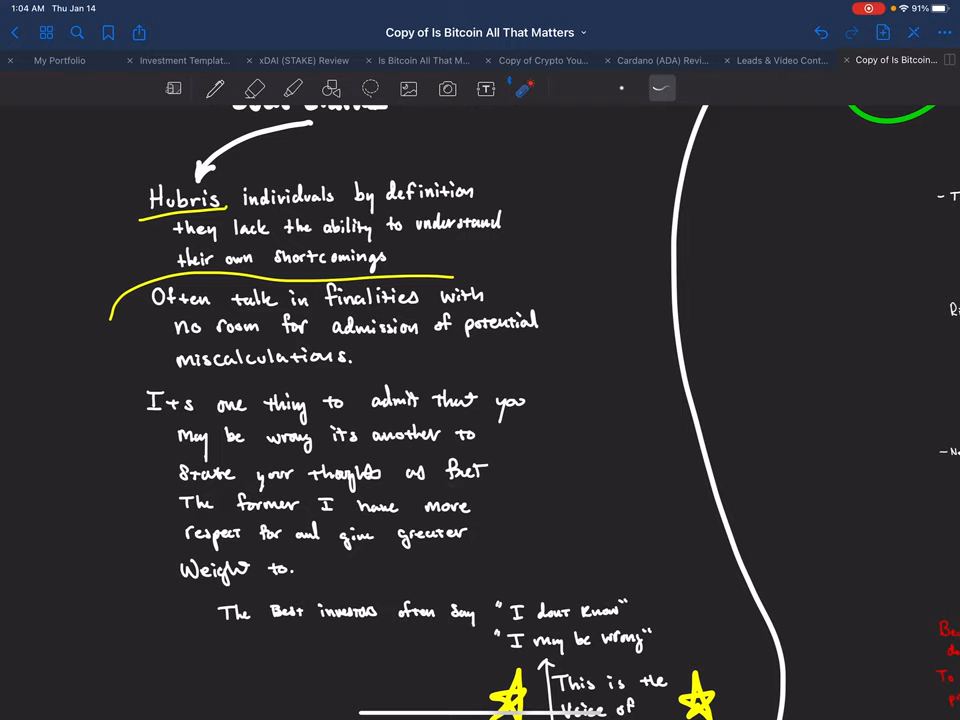 1:04 AM Thu Jan 14
91%
Copy of Is Bitcoin All That Matters
My Portfolio
Investment Templat...
xDAI (STAKE) Review
Is Bitcoin All That M...
Copy of Crypto You...
Cardano (ADA) Revi...
Leads & Video Cont...
Copy of Is Bitcoin...
Hubris individuals by definition
they lack the ability to understand
their own shortcomings
Often talk in finalities with
no room for admission of potential
miscalculations.
Its one thing to admit that you
may be wrong its another to
State your thoughts as fact
The former I have more
respect for and give greater
Weight to.
The Best investors often say "I dont know"
"I may be wrong"
This is the
Voice of